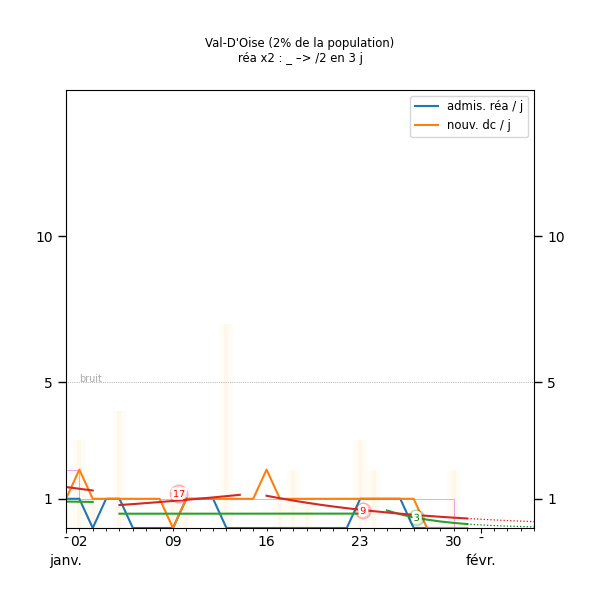 Val-D'Oise (2% de la population)
réa x2 : _ –> /2 en 3 j
admis. réa / j
nouv. dc / j
10 10
5 5
bruit
1 1
17
9
3
- 02 09 16 23 30 -
janv. févr.